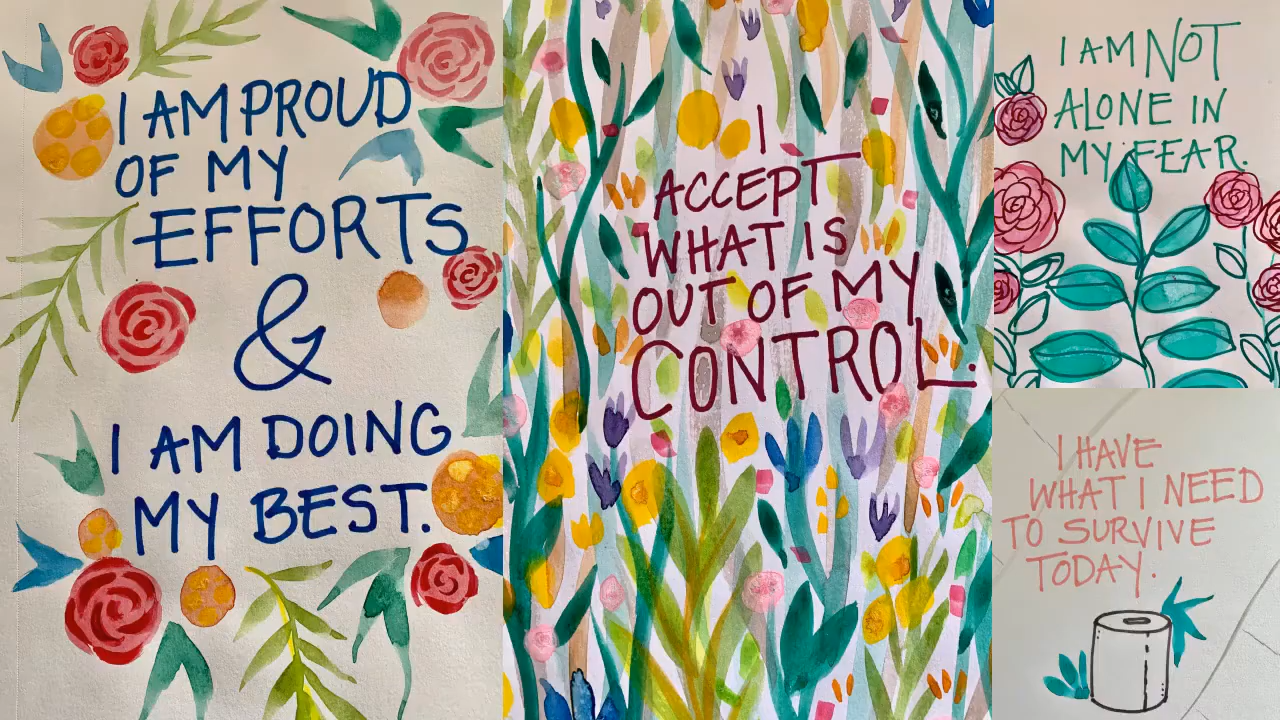 I AM PROUD
OF MY
EFFORTS
&
I AM DOING
MY BEST.
I
ACCEPT
WHAT IS
OUT OF MY
CONTROL.
I AM NOT
ALONE IN
MY FEAR.
I HAVE
WHAT I NEED
TO SURVIVE
TODAY.